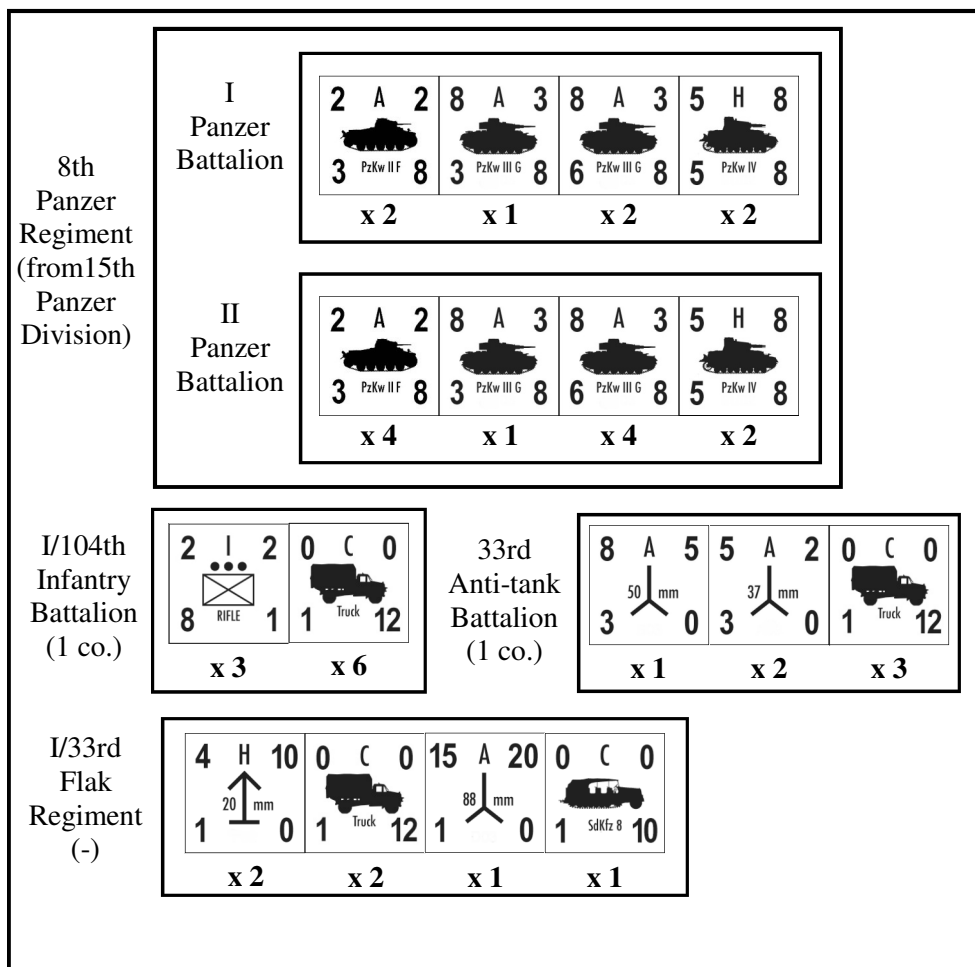 I
Panzer
Battalion
2 A 2 8 A 3 8 A 3 5 H 8
3 PzKw II F 8 3 PzKw III G 8 6 PzKw III G 8 5 PzKw IV 8
x 2 x 1 x 2 x 2
8th
Panzer
Regiment
(from15th
Panzer
Division)
II
Panzer
Battalion
2 A 2 8 A 3 8 A 3 5 H 8
3 PzKw II F 8 3 PzKw III G 8 6 PzKw III G 8 5 PzKw IV 8
x 4 x 1 x 4 x 2
I/104th
Infantry
Battalion
(1 co.)
2 I 2 0 C 0
8 RIFLE 1 1 Truck 12
x 3 x 6
33rd
Anti-tank
Battalion
(1 co.)
8 A 5 5 A 2 0 C 0
50 mm 37 mm
3 0 3 0 1 Truck 12
x 1 x 2 x 3
I/33rd
Flak
Regiment
(-)
4 H 10 0 C 0 15 A 20 0 C 0
20 mm 88 mm
1 0 1 Truck 12 1 0 1 SdKfz 8 10
x 2 x 2 x 1 x 1